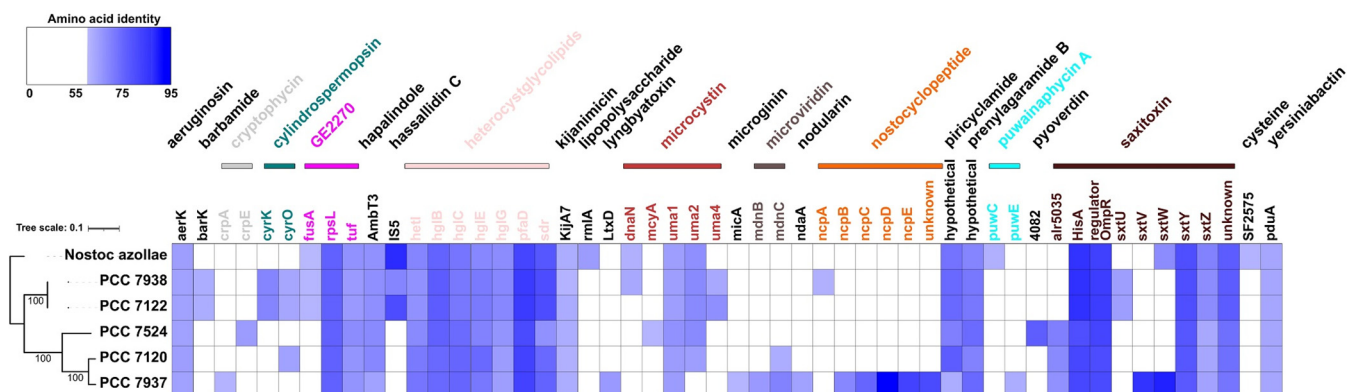 Amino acid identity
0 55 75 95
aeruginosin
barbamide
cryptophycin
cylindrospermopsin
GE2270
hapalindole
hassallidin C
heterocystglycolipids
kijanimicin
lipopolysaccharide
lyngbyatoxin
microcystin
microginin
microviridin
nodularin
nostocyclopeptide
piricyclamide
prenylagaramide B
puwainaphycin A
pyoverdin
saxitoxin
cysteine
yersiniabactin
Tree scale: 0.1
aerK
barK
crpA
crpE
cyrK
cyrO
fusA
rpsL
tuf
AmbT3
IS5
hetI
hglB
hglC
hglE
hglG
pfaD
sdr
KijA7
rmlA
LtxD
dnaN
mcyA
uma1
uma2
uma4
micA
mdnB
mdnC
ndaA
ncpA
ncpB
ncpC
ncpD
ncpE
unknown
hypothetical
hypothetical
puwC
puwE
4082
alr5035
HisA
regulator
OmpR
sxtU
sxtV
sxtW
sxtY
sxtZ
unknown
SF2575
pduA
Nostoc azollae
PCC 7938
100
PCC 7122
PCC 7524
100
PCC 7120
100
PCC 7937